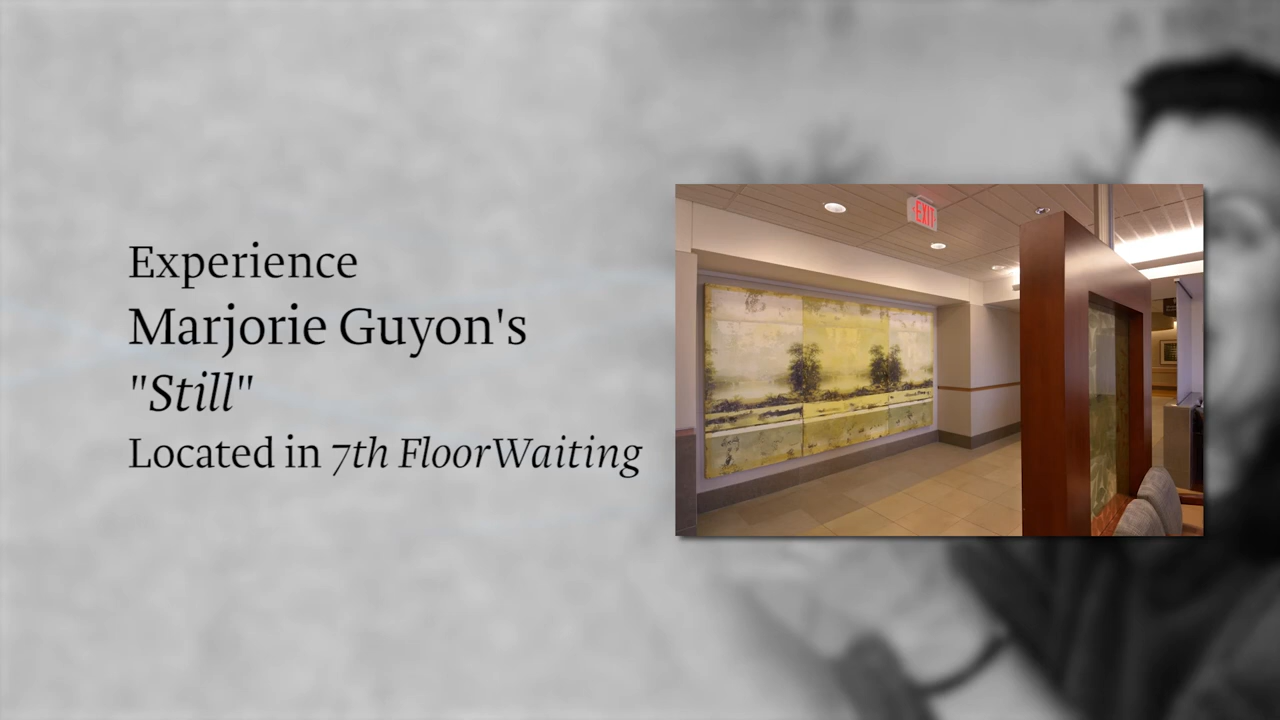 Experience
Marjorie Guyon's
"Still"
Located in 7th FloorWaiting
EXIT